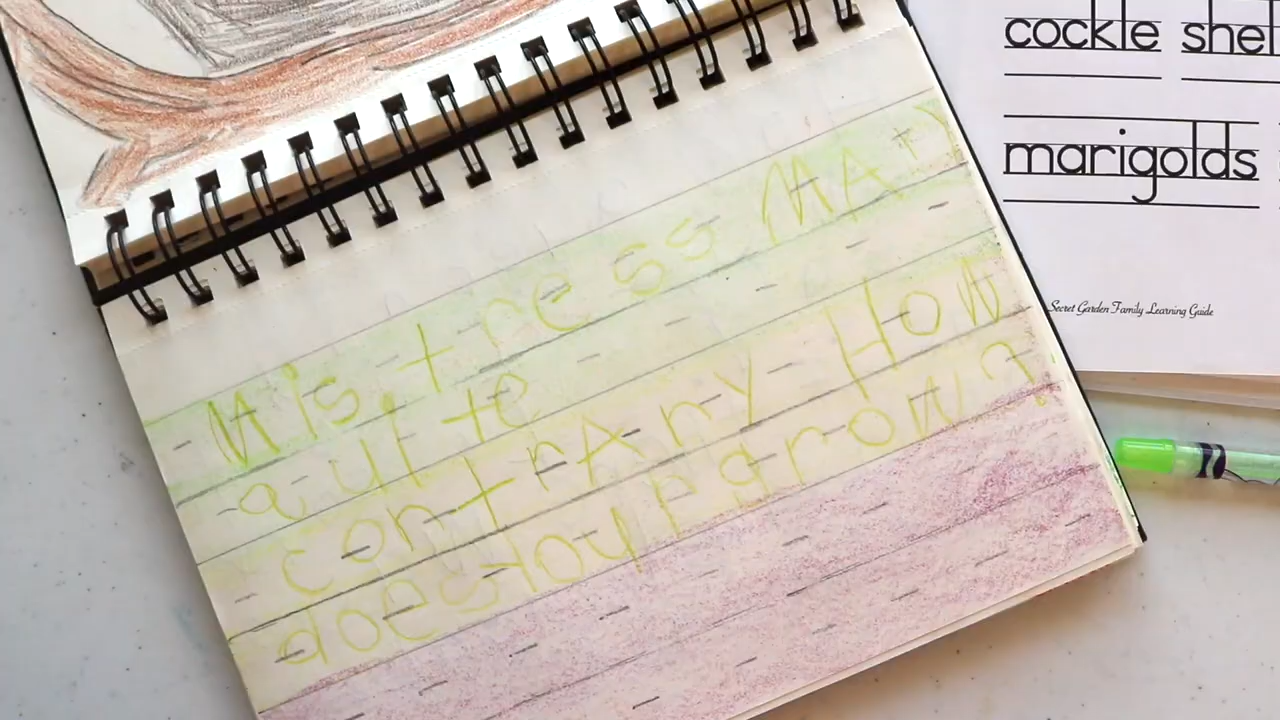 Mistress MAry
quite
contrAry How
does your grow?
cockle shel
marigolds
Secret Garden Family Learning Guide